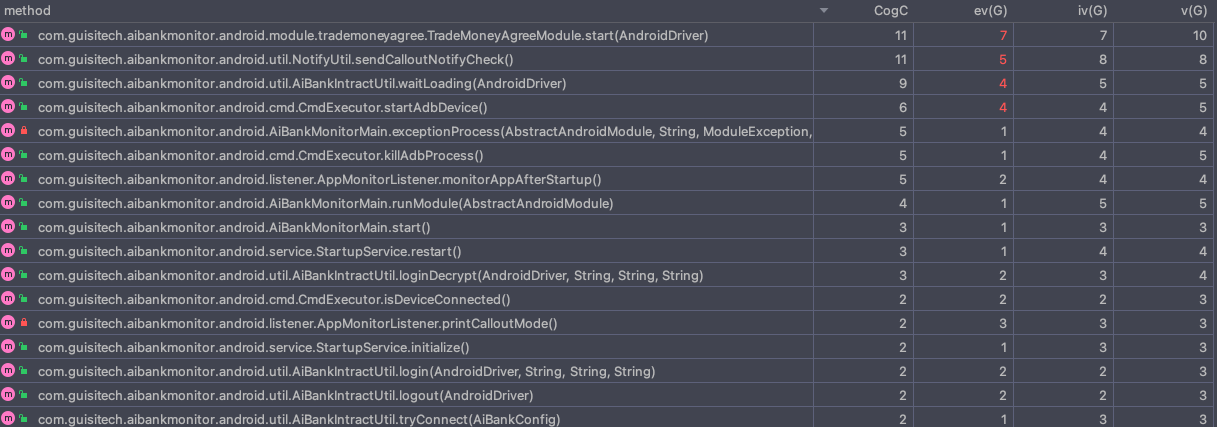 method CogC ev(G) iv(G) v(G)
m com.guisitech.aibankmonitor.android.module.trademoneyagree.TradeMoneyAgreeModule.start(AndroidDriver) 11 7 7 10
m com.guisitech.aibankmonitor.android.util.NotifyUtil.sendCalloutNotifyCheck() 11 5 8 8
m com.guisitech.aibankmonitor.android.util.AiBankIntractUtil.waitLoading(AndroidDriver) 9 4 5 5
m com.guisitech.aibankmonitor.android.cmd.CmdExecutor.startAdbDevice() 6 4 4 5
m com.guisitech.aibankmonitor.android.AiBankMonitorMain.exceptionProcess(AbstractAndroidModule, String, ModuleException, 5 1 4 4
m com.guisitech.aibankmonitor.android.cmd.CmdExecutor.killAdbProcess() 5 1 4 5
m com.guisitech.aibankmonitor.android.listener.AppMonitorListener.monitorAppAfterStartup() 5 2 4 4
m com.guisitech.aibankmonitor.android.AiBankMonitorMain.runModule(AbstractAndroidModule) 4 1 5 5
m com.guisitech.aibankmonitor.android.AiBankMonitorMain.start() 3 1 3 3
m com.guisitech.aibankmonitor.android.service.StartupService.restart() 3 1 4 4
m com.guisitech.aibankmonitor.android.util.AiBankIntractUtil.loginDecrypt(AndroidDriver, String, String, String) 3 2 3 4
m com.guisitech.aibankmonitor.android.cmd.CmdExecutor.isDeviceConnected() 2 2 2 3
m com.guisitech.aibankmonitor.android.listener.AppMonitorListener.printCalloutMode() 2 3 3 3
m com.guisitech.aibankmonitor.android.service.StartupService.initialize() 2 1 3 3
m com.guisitech.aibankmonitor.android.util.AiBankIntractUtil.login(AndroidDriver, String, String, String) 2 2 2 3
m com.guisitech.aibankmonitor.android.util.AiBankIntractUtil.logout(AndroidDriver) 2 2 2 3
m com.guisitech.aibankmonitor.android.util.AiBankIntractUtil.tryConnect(AiBankConfig) 2 1 3 3